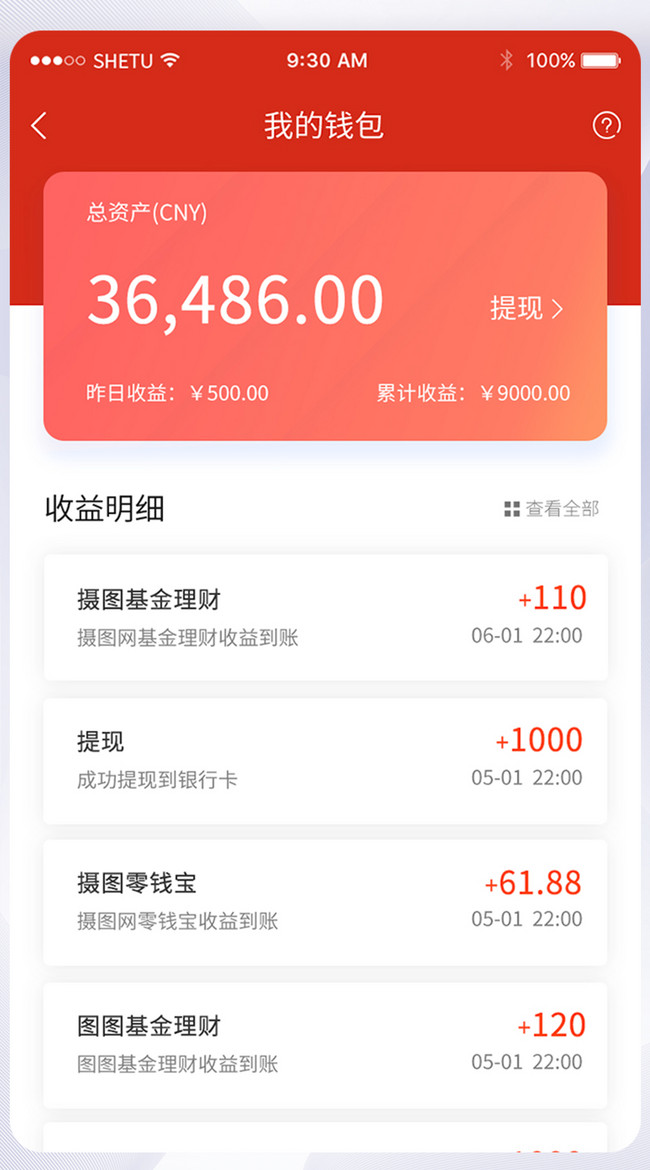 SHETU 9:30 AM 100%
我的钱包
总资产(CNY)
36,486.00 提现
昨日收益：￥500.00 累计收益：￥9000.00
收益明细 查看全部
摄图基金理财 +110
摄图网基金理财收益到账 06-01 22:00
提现 +1000
成功提现到银行卡 05-01 22:00
摄图零钱宝 +61.88
摄图网零钱宝收益到账 05-01 22:00
图图基金理财 +120
图图基金理财收益到账 05-01 22:00